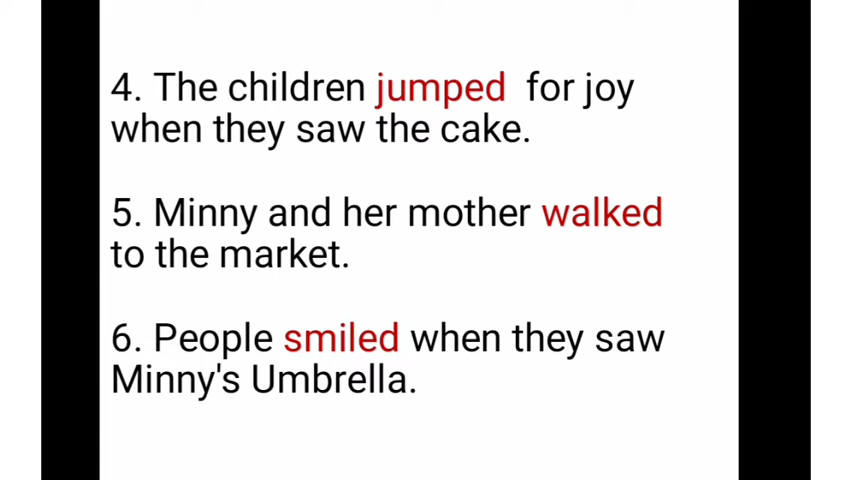 4. The children jumped for joy
when they saw the cake.
5. Minny and her mother walked
to the market.
6. People smiled when they saw
Minny's Umbrella.